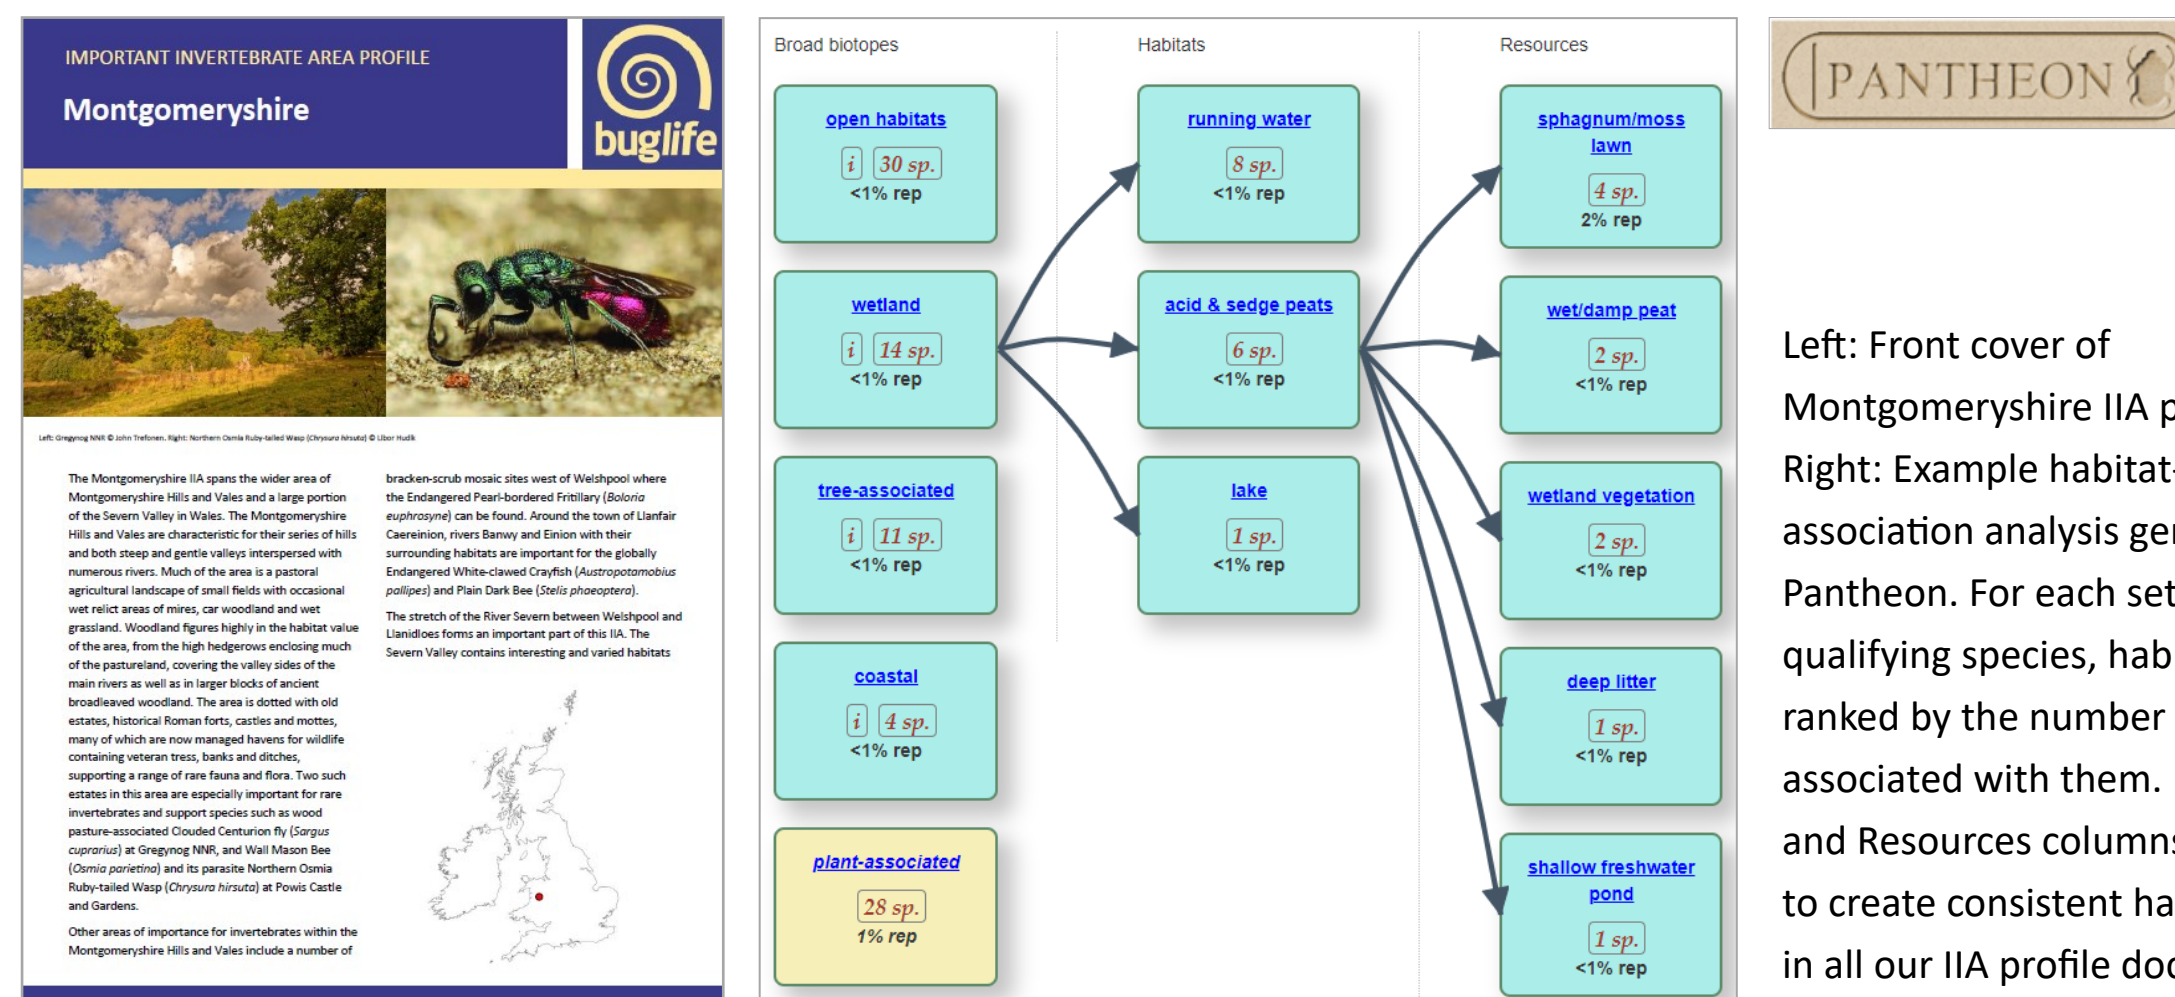 IMPORTANT INVERTEBRATE AREA PROFILE
Montgomeryshire
buglife
Left: Gregynog NNR © John Trefonen. Right: Northern Osmia Ruby-tailed Wasp (Chrysura hirsuta) © Libor Hudík
The Montgomeryshire IIA spans the wider area of
Montgomeryshire Hills and Vales and a large portion
of the Severn Valley in Wales. The Montgomeryshire
Hills and Vales are characteristic for their series of hills
and both steep and gentle valleys interspersed with
numerous rivers. Much of the area is a pastoral
agricultural landscape of small fields with occasional
wet relict areas of mires, car woodland and wet
grassland. Woodland figures highly in the habitat value
of the area, from the high hedgerows enclosing much
of the pastureland, covering the valley sides of the
main rivers as well as in larger blocks of ancient
broadleaved woodland. The area is dotted with old
estates, historical Roman forts, castles and mottes,
many of which are now managed havens for wildlife
containing veteran tress, banks and ditches,
supporting a range of rare fauna and flora. Two such
estates in this area are especially important for rare
invertebrates and support species such as wood
pasture-associated Clouded Centurion fly (Sargus
cuprarius) at Gregynog NNR, and Wall Mason Bee
(Osmia parietina) and its parasite Northern Osmia
Ruby-tailed Wasp (Chrysura hirsuta) at Powis Castle
and Gardens.
Other areas of importance for invertebrates within the
Montgomeryshire Hills and Vales include a number of
bracken-scrub mosaic sites west of Welshpool where
the Endangered Pearl-bordered Fritillary (Boloria
euphrosyne) can be found. Around the town of Llanfair
Caereinion, rivers Banwy and Einion with their
surrounding habitats are important for the globally
Endangered White-clawed Crayfish (Austropotamobius
pallipes) and Plain Dark Bee (Stelis phaeoptera).
The stretch of the River Severn between Welshpool and
Llanidloes forms an important part of this IIA. The
Severn Valley contains interesting and varied habitats
Broad biotopes
open habitats
i 30 sp.
<1% rep
wetland
i 14 sp.
<1% rep
tree-associated
i 11 sp.
<1% rep
coastal
i 4 sp.
<1% rep
plant-associated
28 sp.
1% rep
Habitats
running water
8 sp.
<1% rep
acid & sedge peats
6 sp.
<1% rep
lake
1 sp.
<1% rep
Resources
sphagnum/moss
lawn
4 sp.
2% rep
wet/damp peat
2 sp.
<1% rep
wetland vegetation
2 sp.
<1% rep
deep litter
1 sp.
<1% rep
shallow freshwater
pond
1 sp.
<1% rep
PANTHEON
Left: Front cover of
Montgomeryshire IIA
Right: Example habitat-
association analysis
Pantheon. For each set
qualifying species,
ranked by the number
associated with them.
and Resources columns
to create consistent
in all our IIA profile